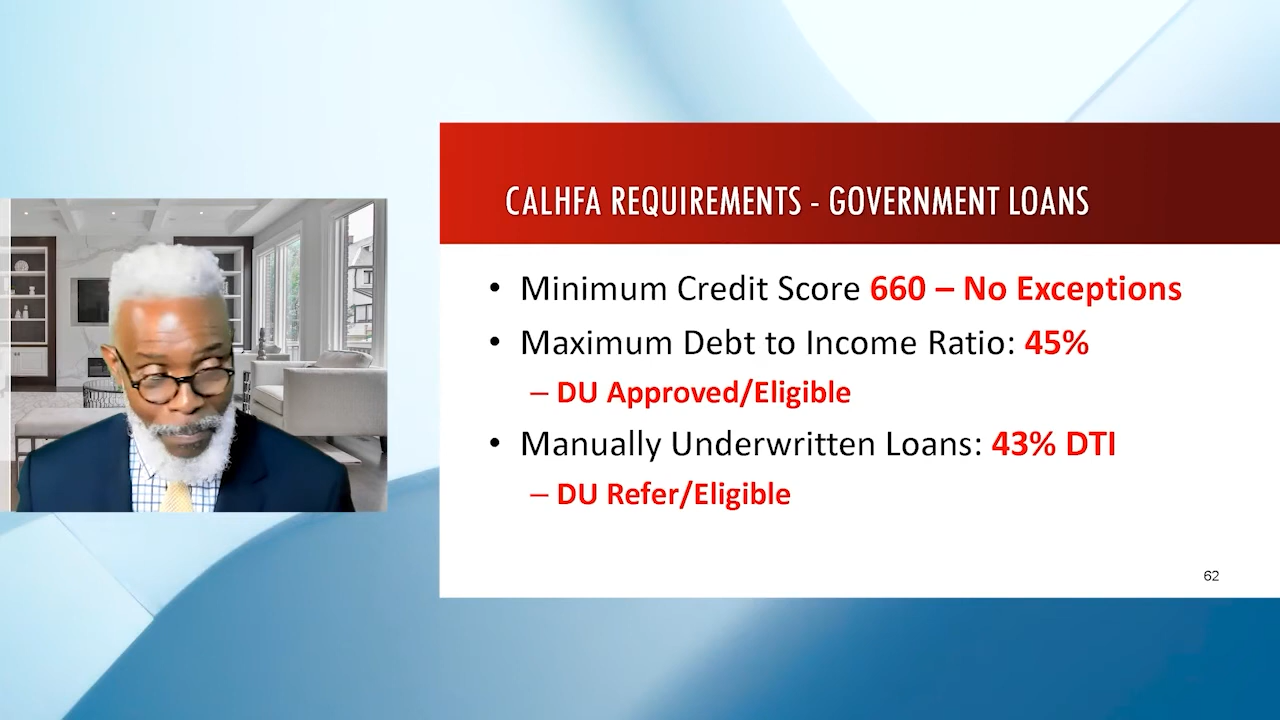 CALHFA REQUIREMENTS - GOVERNMENT LOANS
• Minimum Credit Score 660 – No Exceptions
• Maximum Debt to Income Ratio: 45%
– DU Approved/Eligible
• Manually Underwritten Loans: 43% DTI
– DU Refer/Eligible
62